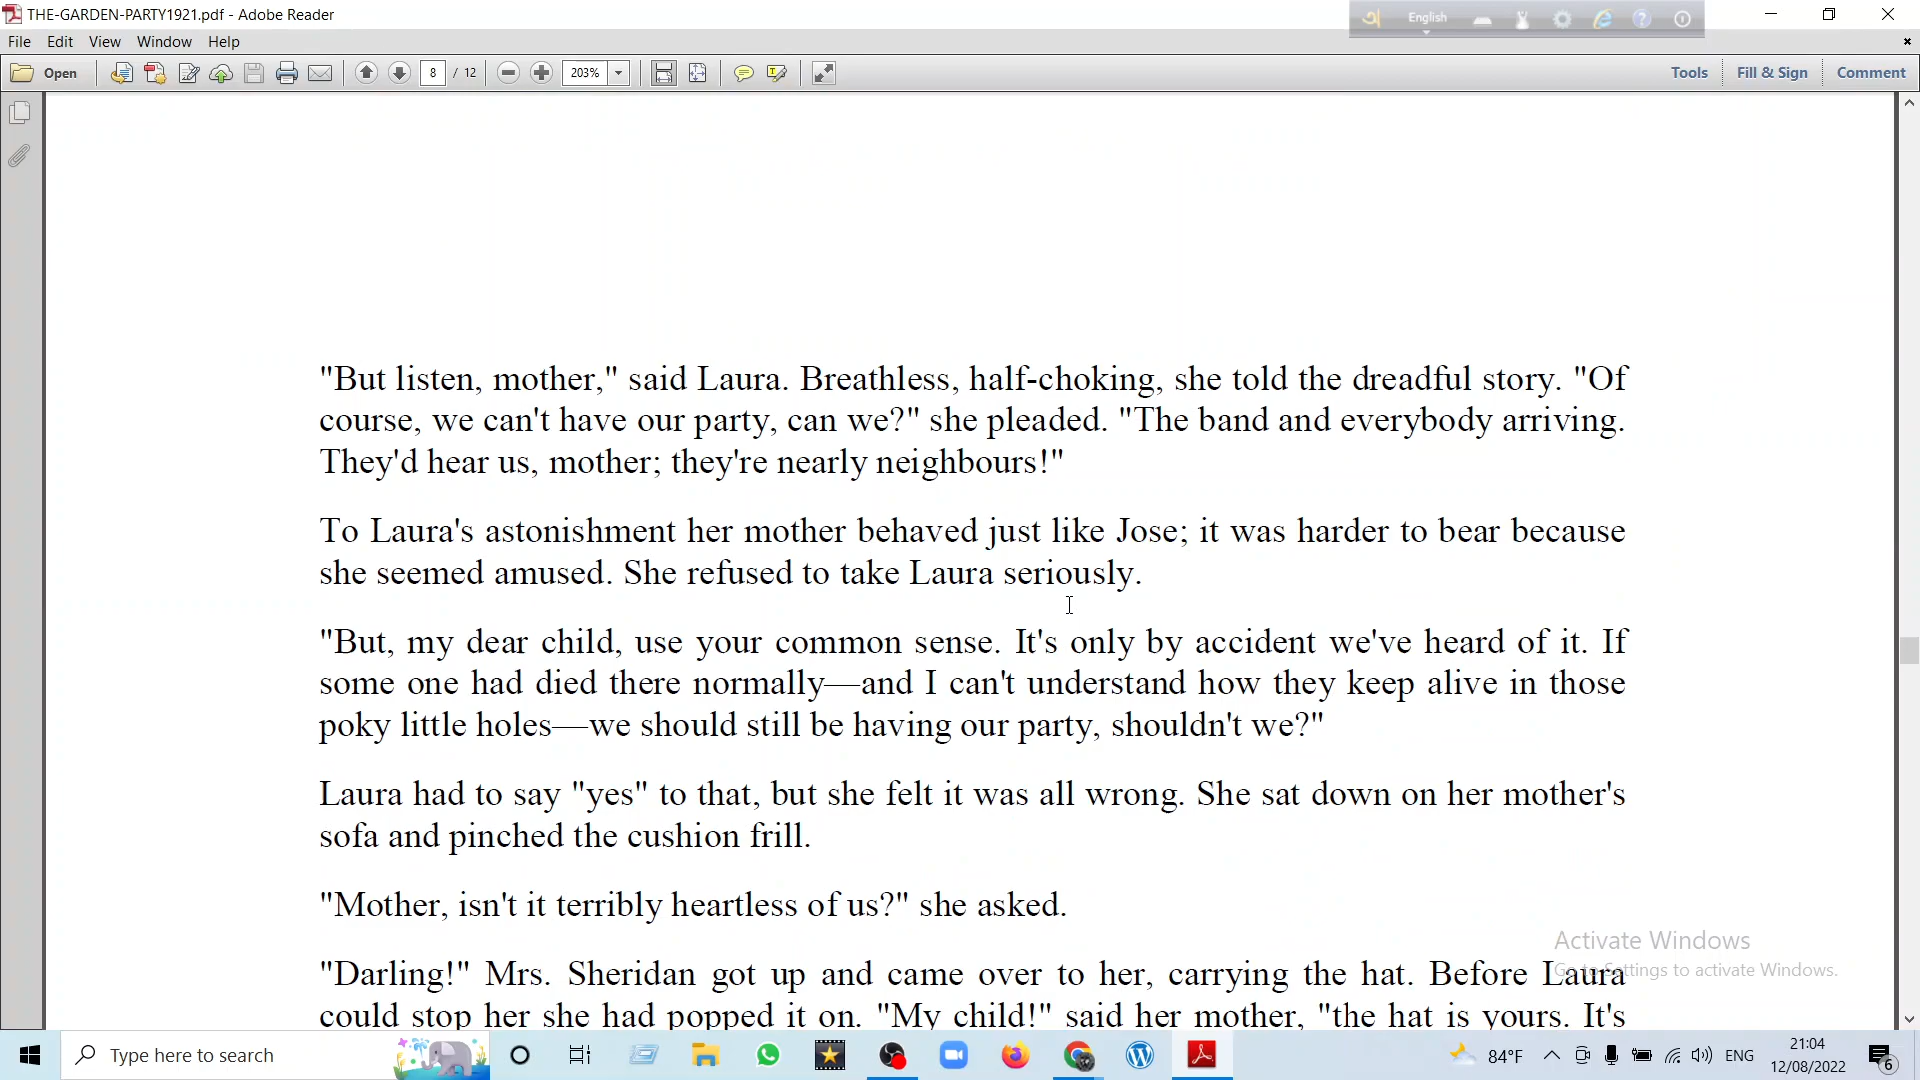 THE-GARDEN-PARTY1921.pdf - Adobe Reader
English
File Edit View Window Help
Open 8 / 12 203% Tools Fill & Sign Comment
"But listen, mother," said Laura. Breathless, half-choking, she told the dreadful story. "Of
course, we can't have our party, can we?" she pleaded. "The band and everybody arriving.
They'd hear us, mother; they're nearly neighbours!"
To Laura's astonishment her mother behaved just like Jose; it was harder to bear because
she seemed amused. She refused to take Laura seriously.
"But, my dear child, use your common sense. It's only by accident we've heard of it. If
some one had died there normally—and I can't understand how they keep alive in those
poky little holes—we should still be having our party, shouldn't we?"
Laura had to say "yes" to that, but she felt it was all wrong. She sat down on her mother's
sofa and pinched the cushion frill.
"Mother, isn't it terribly heartless of us?" she asked.
"Darling!" Mrs. Sheridan got up and came over to her, carrying the hat. Before Laura
could stop her she had popped it on. "My child!" said her mother, "the hat is yours. It's
Activate Windows
Go to Settings to activate Windows.
Type here to search
84°F ENG 21:04
12/08/2022 6